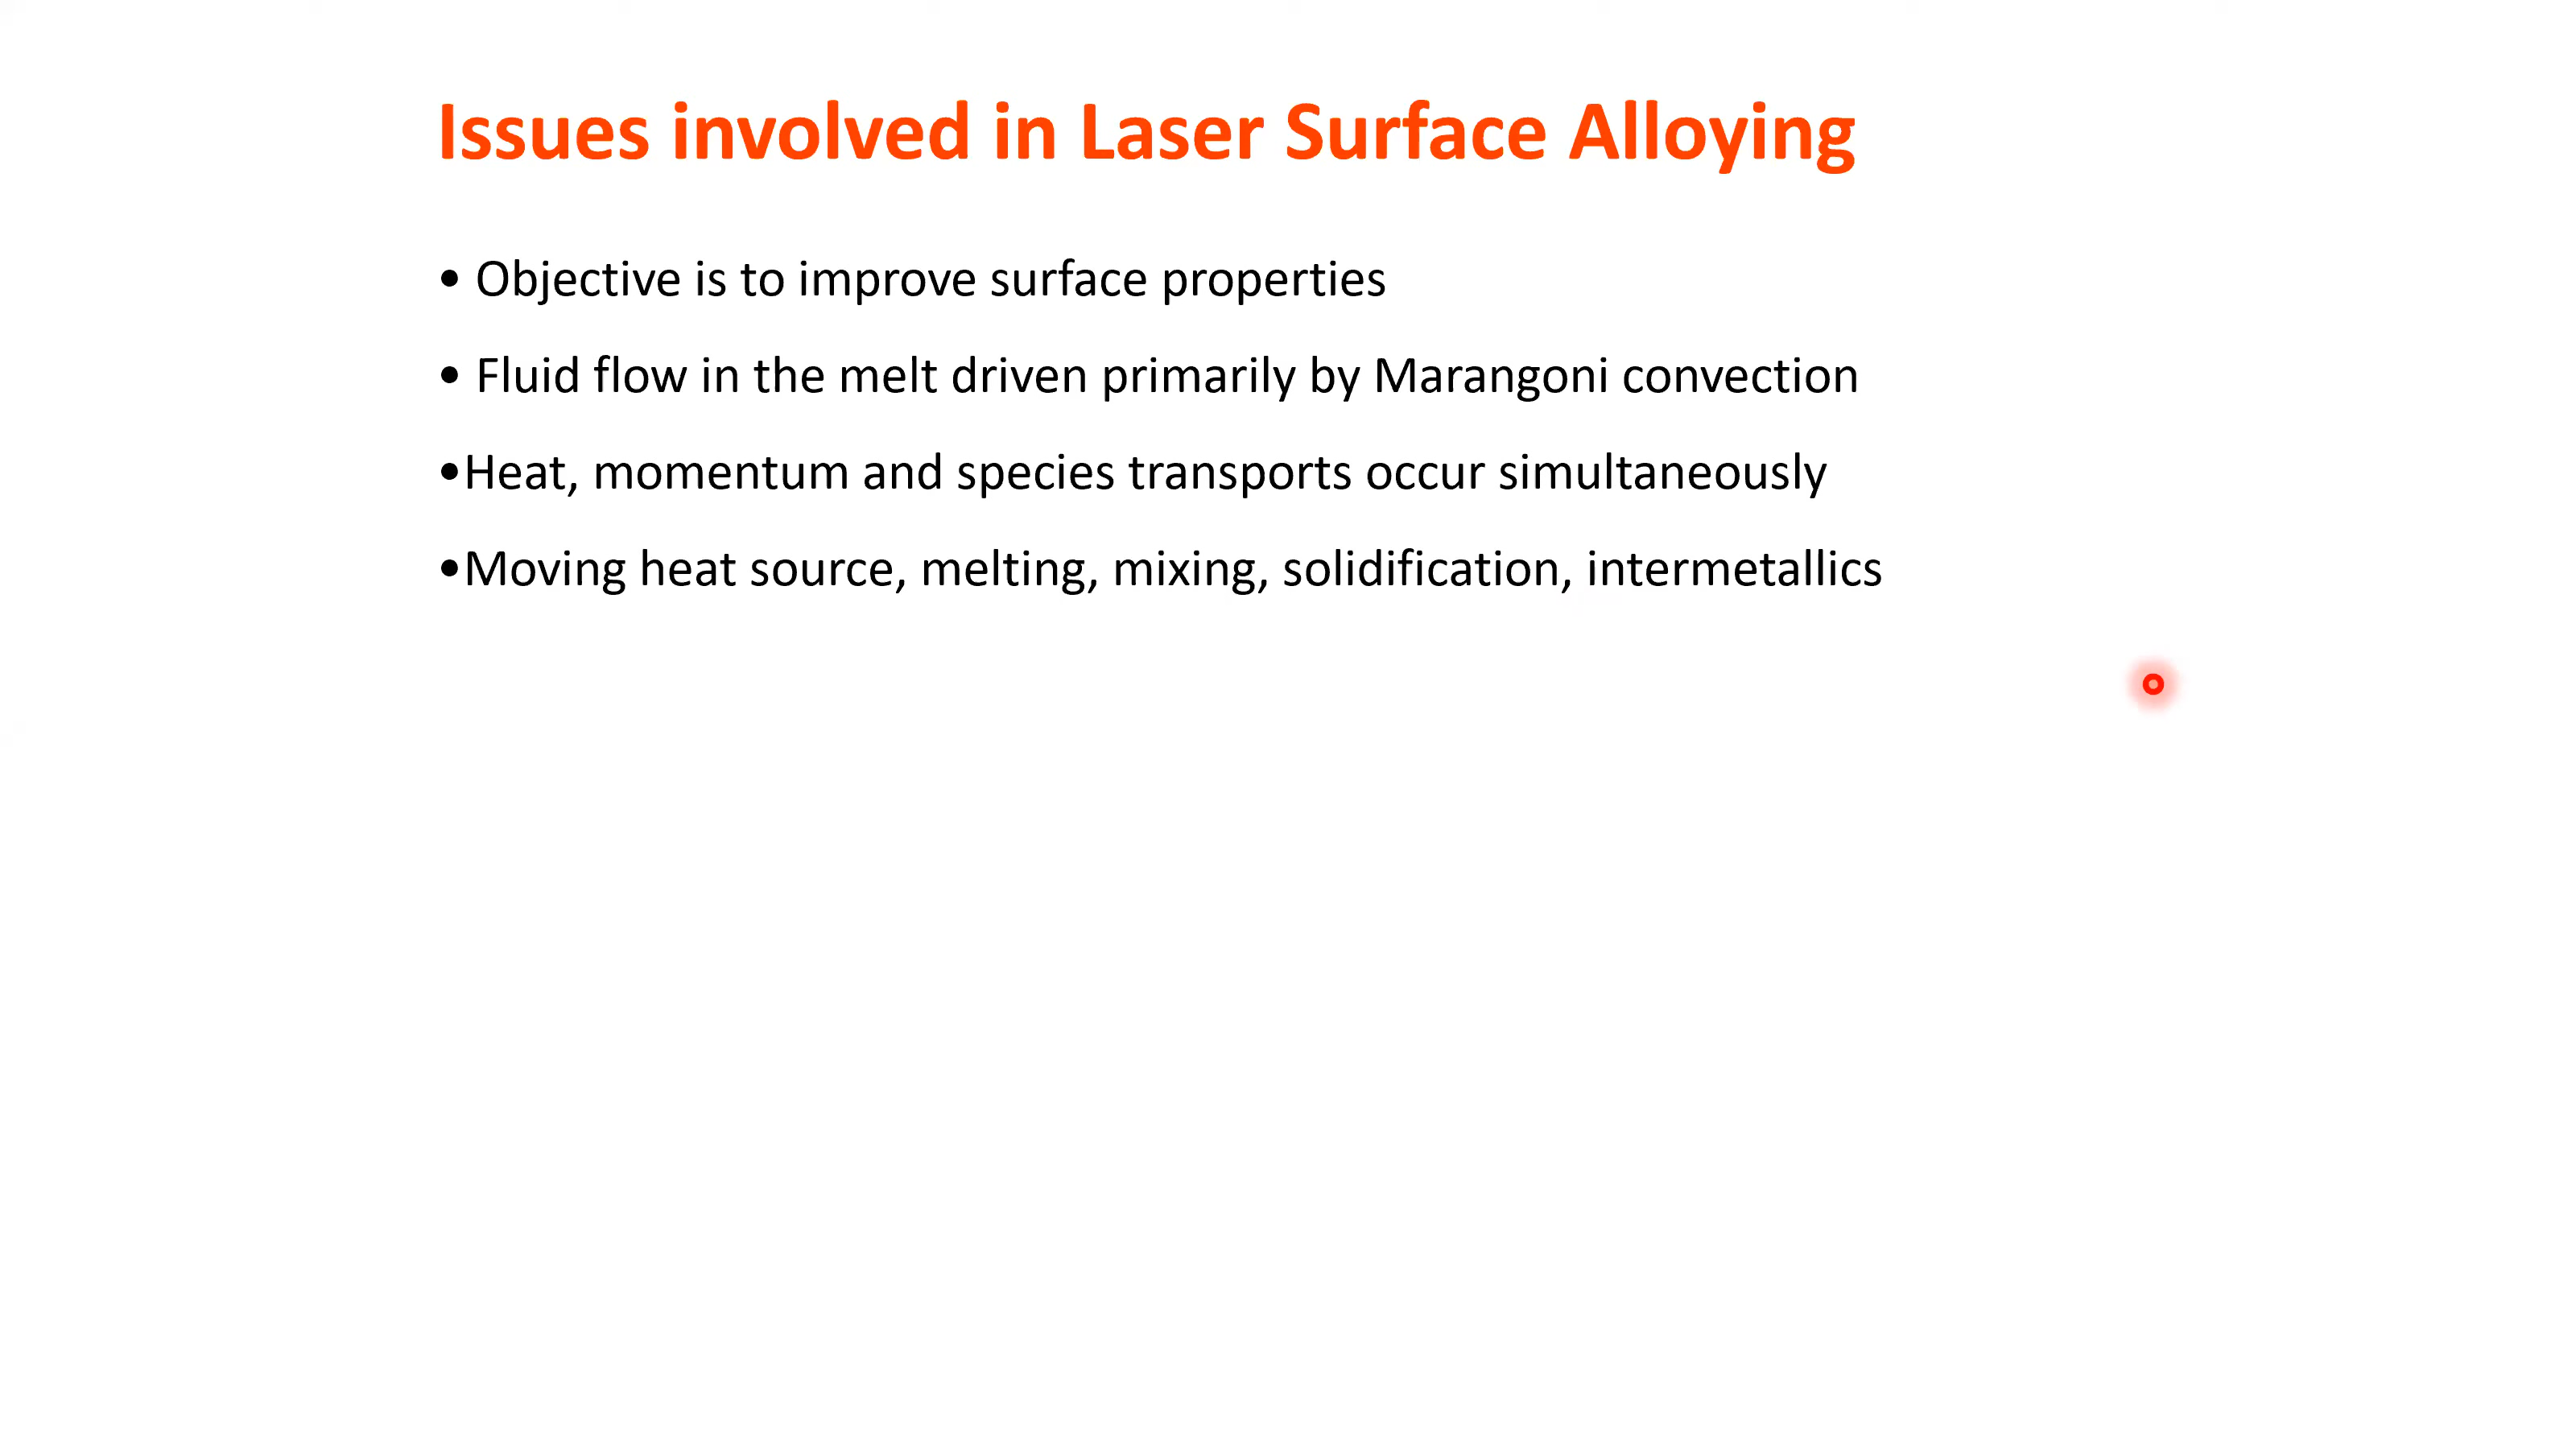 Issues involved in Laser Surface Alloying
• Objective is to improve surface properties
• Fluid flow in the melt driven primarily by Marangoni convection
•Heat, momentum and species transports occur simultaneously
•Moving heat source, melting, mixing, solidification, intermetallics